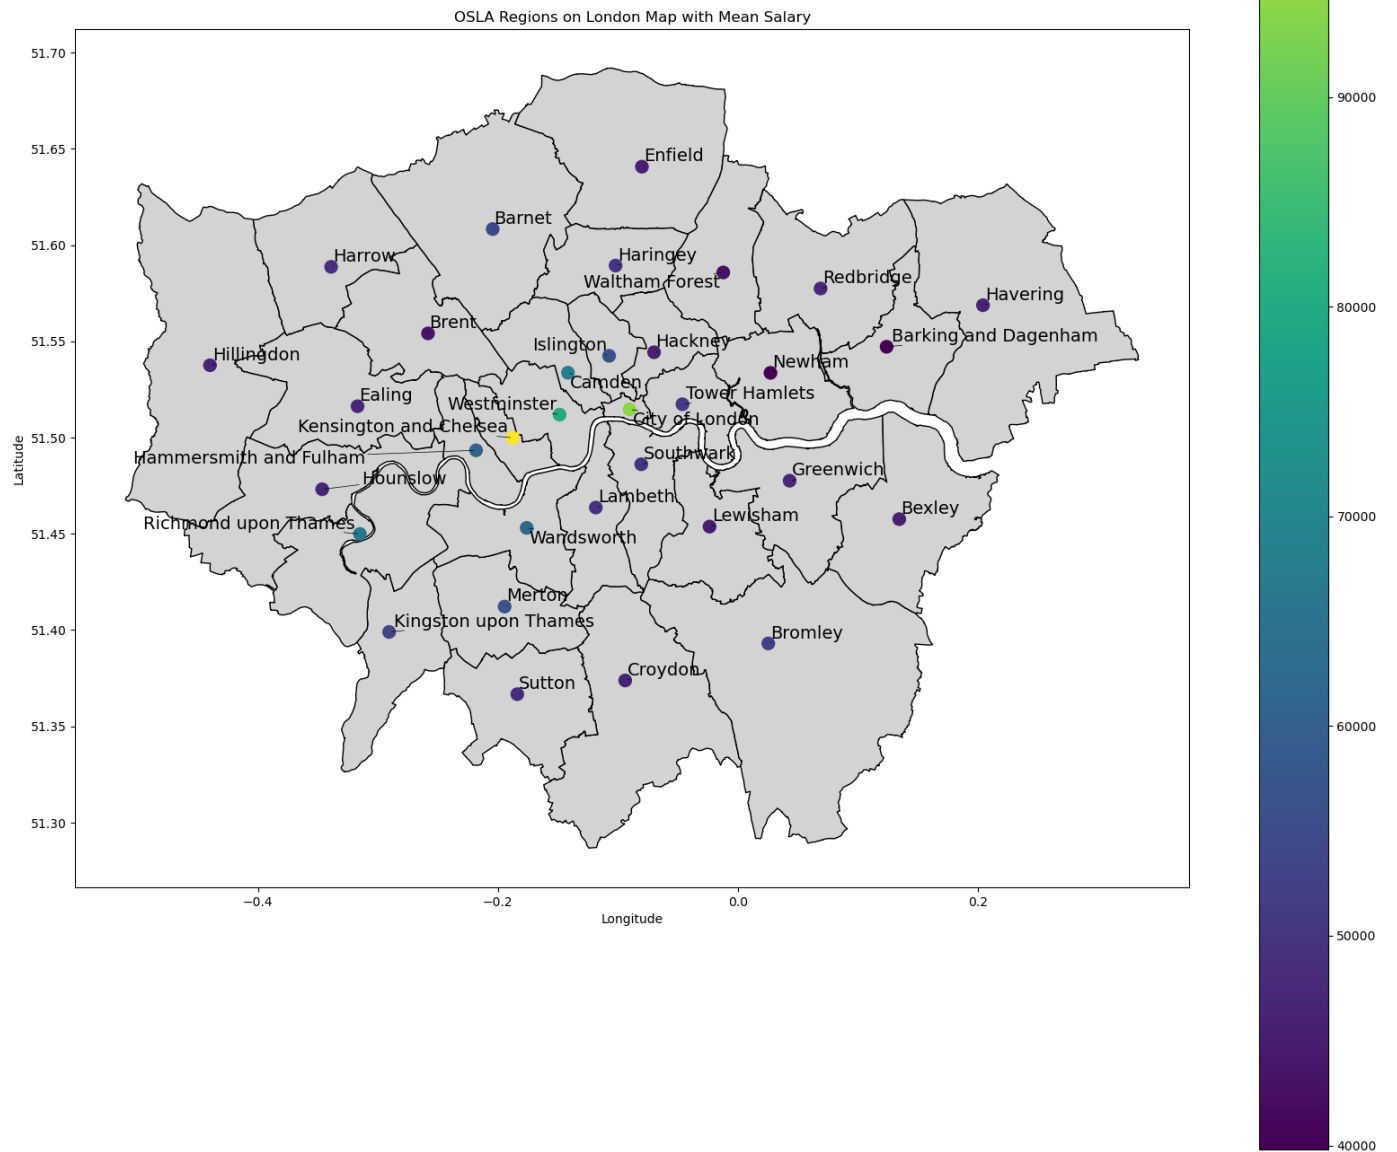 OSLA Regions on London Map with Mean Salary
51.70
51.65
51.60
51.55
51.50
51.45
51.40
51.35
51.30
Latitude
Enfield
Barnet
Harrow
Haringey
Waltham Forest
Redbridge
Havering
Brent
Barking and Dagenham
Islington
Hackney
Hillingdon
Newham
Camden
Ealing
Tower Hamlets
Westminster
City of London
Kensington and Chelsea
Hammersmith and Fulham
Southwark
Hounslow
Greenwich
Lambeth
Bexley
Richmond upon Thames
Lewisham
Wandsworth
Merton
Kingston upon Thames
Bromley
Croydon
Sutton
−0.4
−0.2
0.0
0.2
Longitude
90000
80000
70000
60000
50000
40000